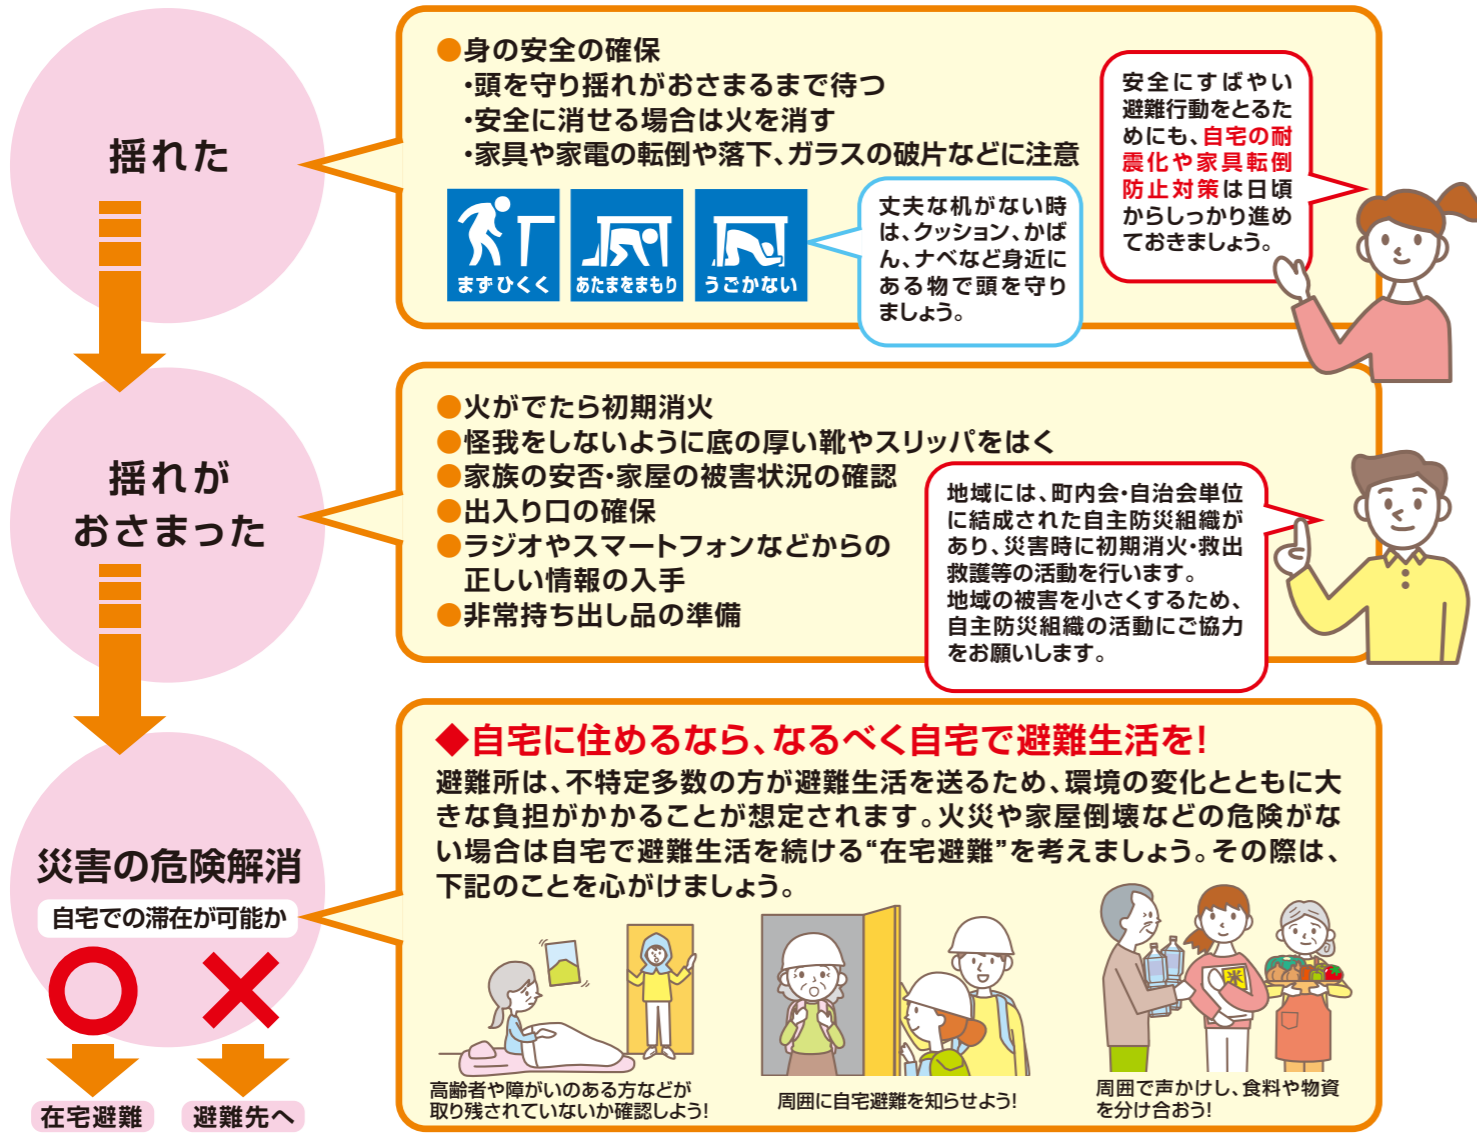 揺れた
●身の安全の確保
・頭を守り揺れがおさまるまで待つ
・安全に消せる場合は火を消す
・家具や家電の転倒や落下、ガラスの破片などに注意
まずひくく
あたまをまもり
うごかない
丈夫な机がない時
は、クッション、かば
ん、ナベなど身近に
ある物で頭を守り
ましょう。
安全にすばやい
避難行動をとるた
めにも、自宅の耐
震化や家具転倒
防止対策は日頃
からしっかり進め
ておきましょう。
揺れが
おさまった
●火がでたら初期消火
●怪我をしないように底の厚い靴やスリッパをはく
●家族の安否・家屋の被害状況の確認
●出入り口の確保
●ラジオやスマートフォンなどからの
正しい情報の入手
●非常持ち出し品の準備
地域には、町内会・自治会単位
に結成された自主防災組織が
あり、災害時に初期消火・救出
救護等の活動を行います。
地域の被害を小さくするため、
自主防災組織の活動にご協力
をお願いします。
災害の危険解消
自宅での滞在が可能か
在宅避難
避難先へ
◆自宅に住めるなら、なるべく自宅で避難生活を!
避難所は、不特定多数の方が避難生活を送るため、環境の変化とともに大
きな負担がかかることが想定されます。火災や家屋倒壊などの危険がな
い場合は自宅で避難生活を続ける“在宅避難”を考えましょう。その際は、
下記のことを心がけましょう。
高齢者や障がいのある方などが
取り残されていないか確認しよう!
周囲に自宅避難を知らせよう!
米
周囲で声かけし、食料や物資
を分け合おう!